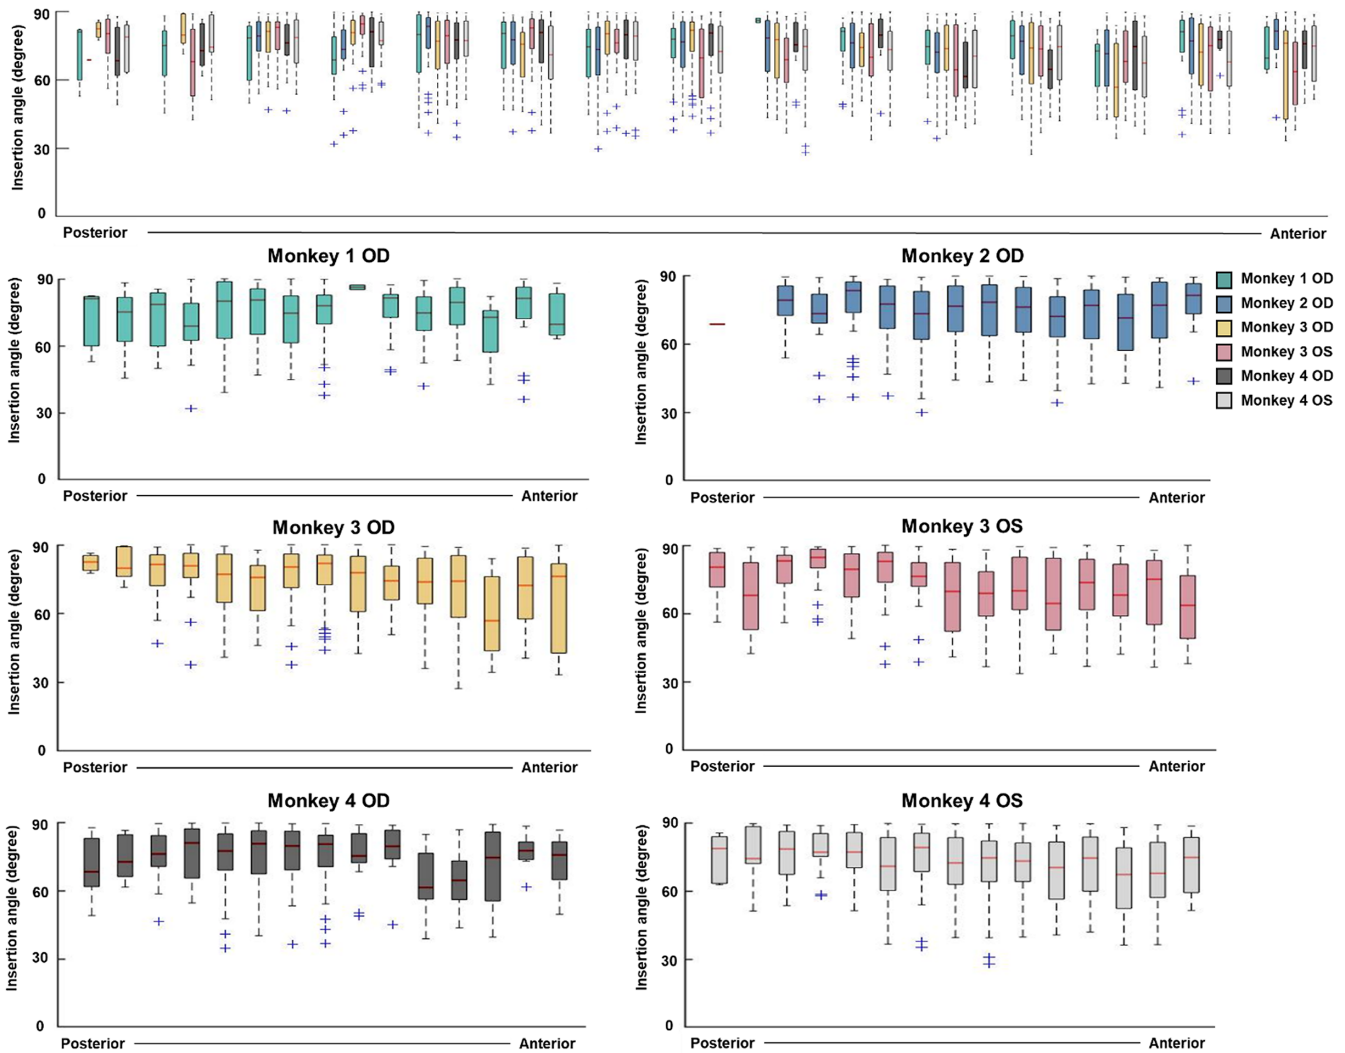 Insertion angle (degree)
90
60
30
0
Posterior
Anterior
Monkey 1 OD
Insertion angle (degree)
90
60
30
0
Posterior
Anterior
Monkey 2 OD
Insertion angle (degree)
90
60
30
0
Posterior
Anterior
Monkey 1 OD
Monkey 2 OD
Monkey 3 OD
Monkey 3 OS
Monkey 4 OD
Monkey 4 OS
Monkey 3 OD
Insertion angle (degree)
90
60
30
0
Posterior
Anterior
Monkey 3 OS
Insertion angle (degree)
90
60
30
0
Posterior
Anterior
Monkey 4 OD
Insertion angle (degree)
90
60
30
0
Posterior
Anterior
Monkey 4 OS
Insertion angle (degree)
90
60
30
0
Posterior
Anterior